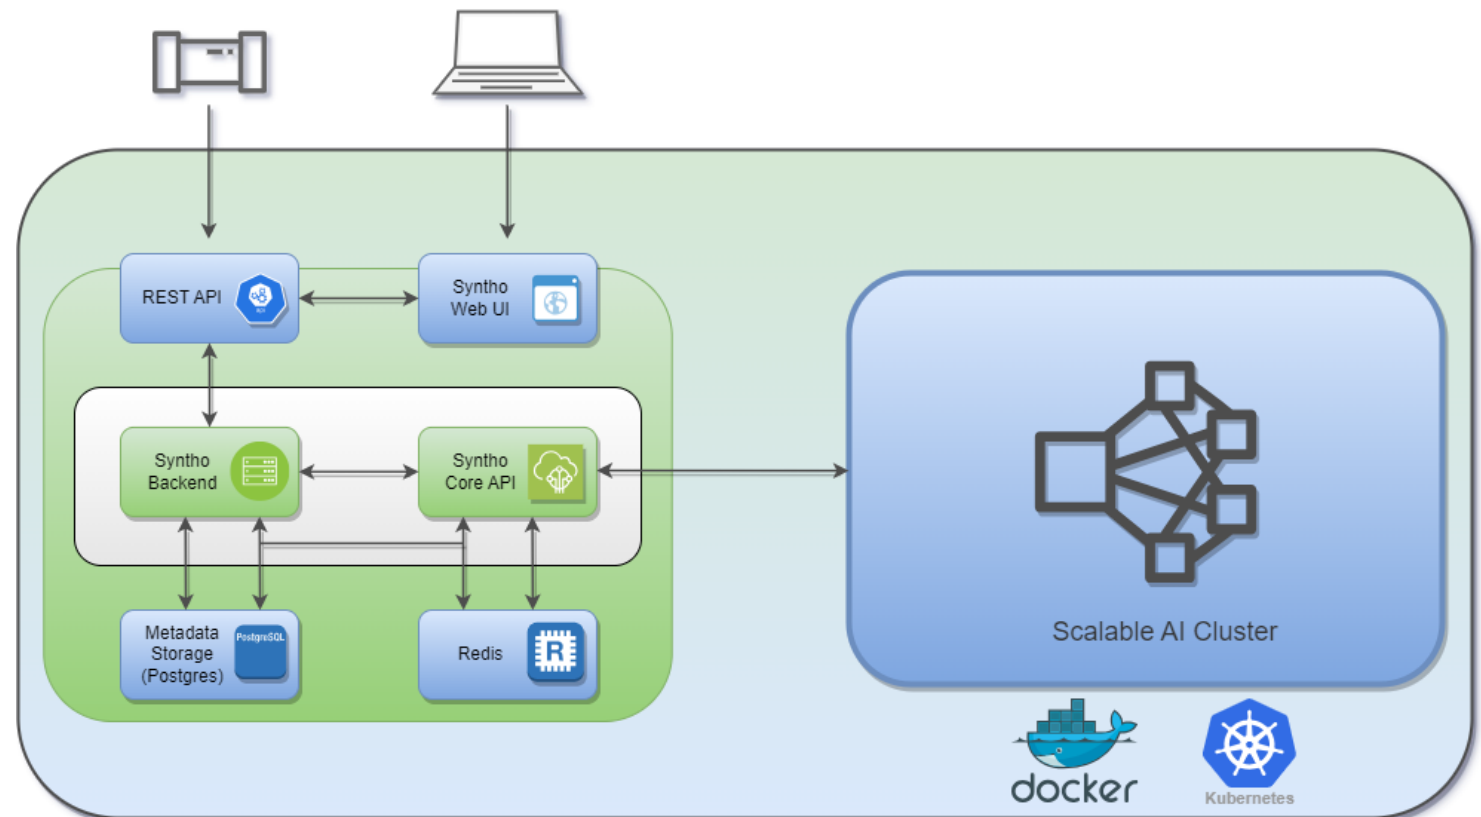 REST API
Syntho
Web UI
Syntho
Backend
Syntho
Core API
Metadata
Storage
(Postgres)
PostgreSQL
Redis
R
Scalable AI Cluster
docker
Kubernetes